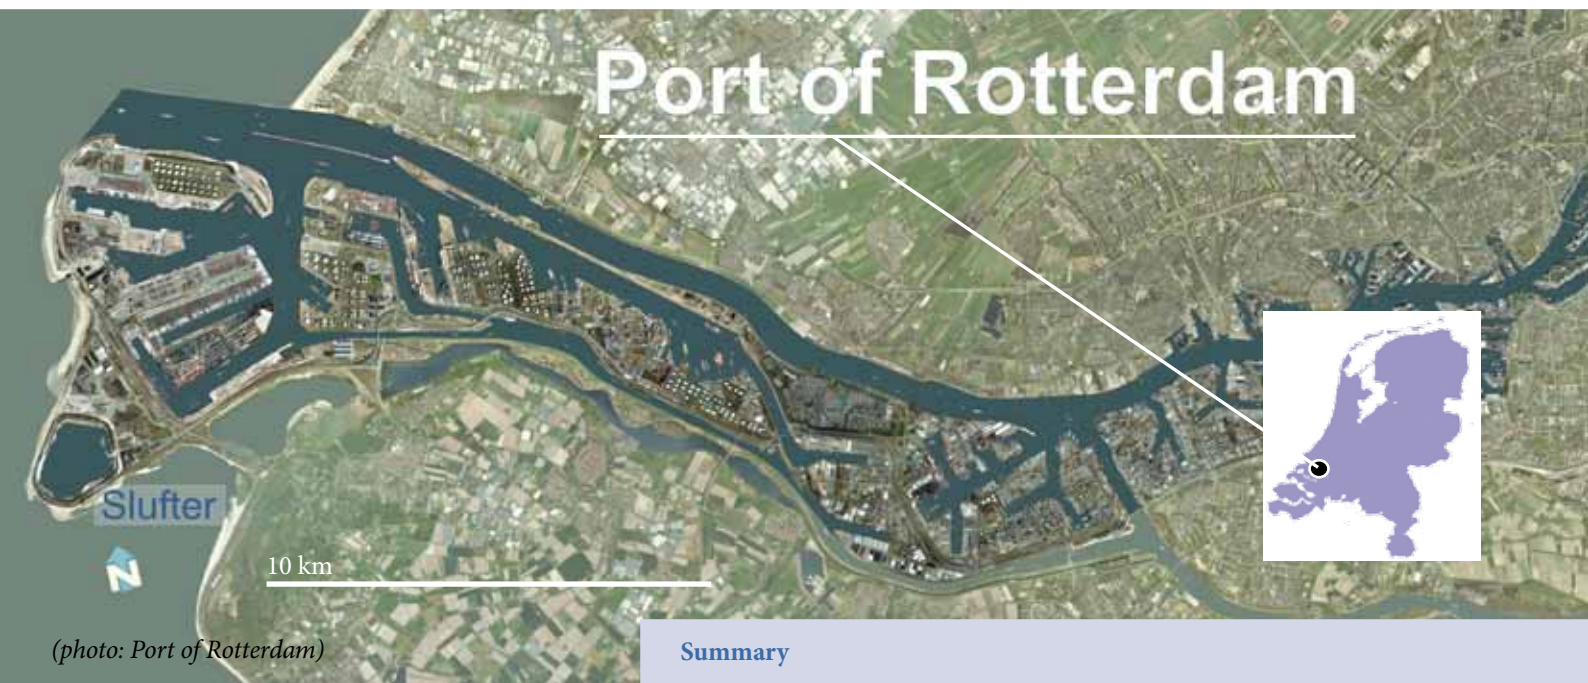 Port of Rotterdam
Slufter
N
10 km
(photo: Port of Rotterdam)
Summary